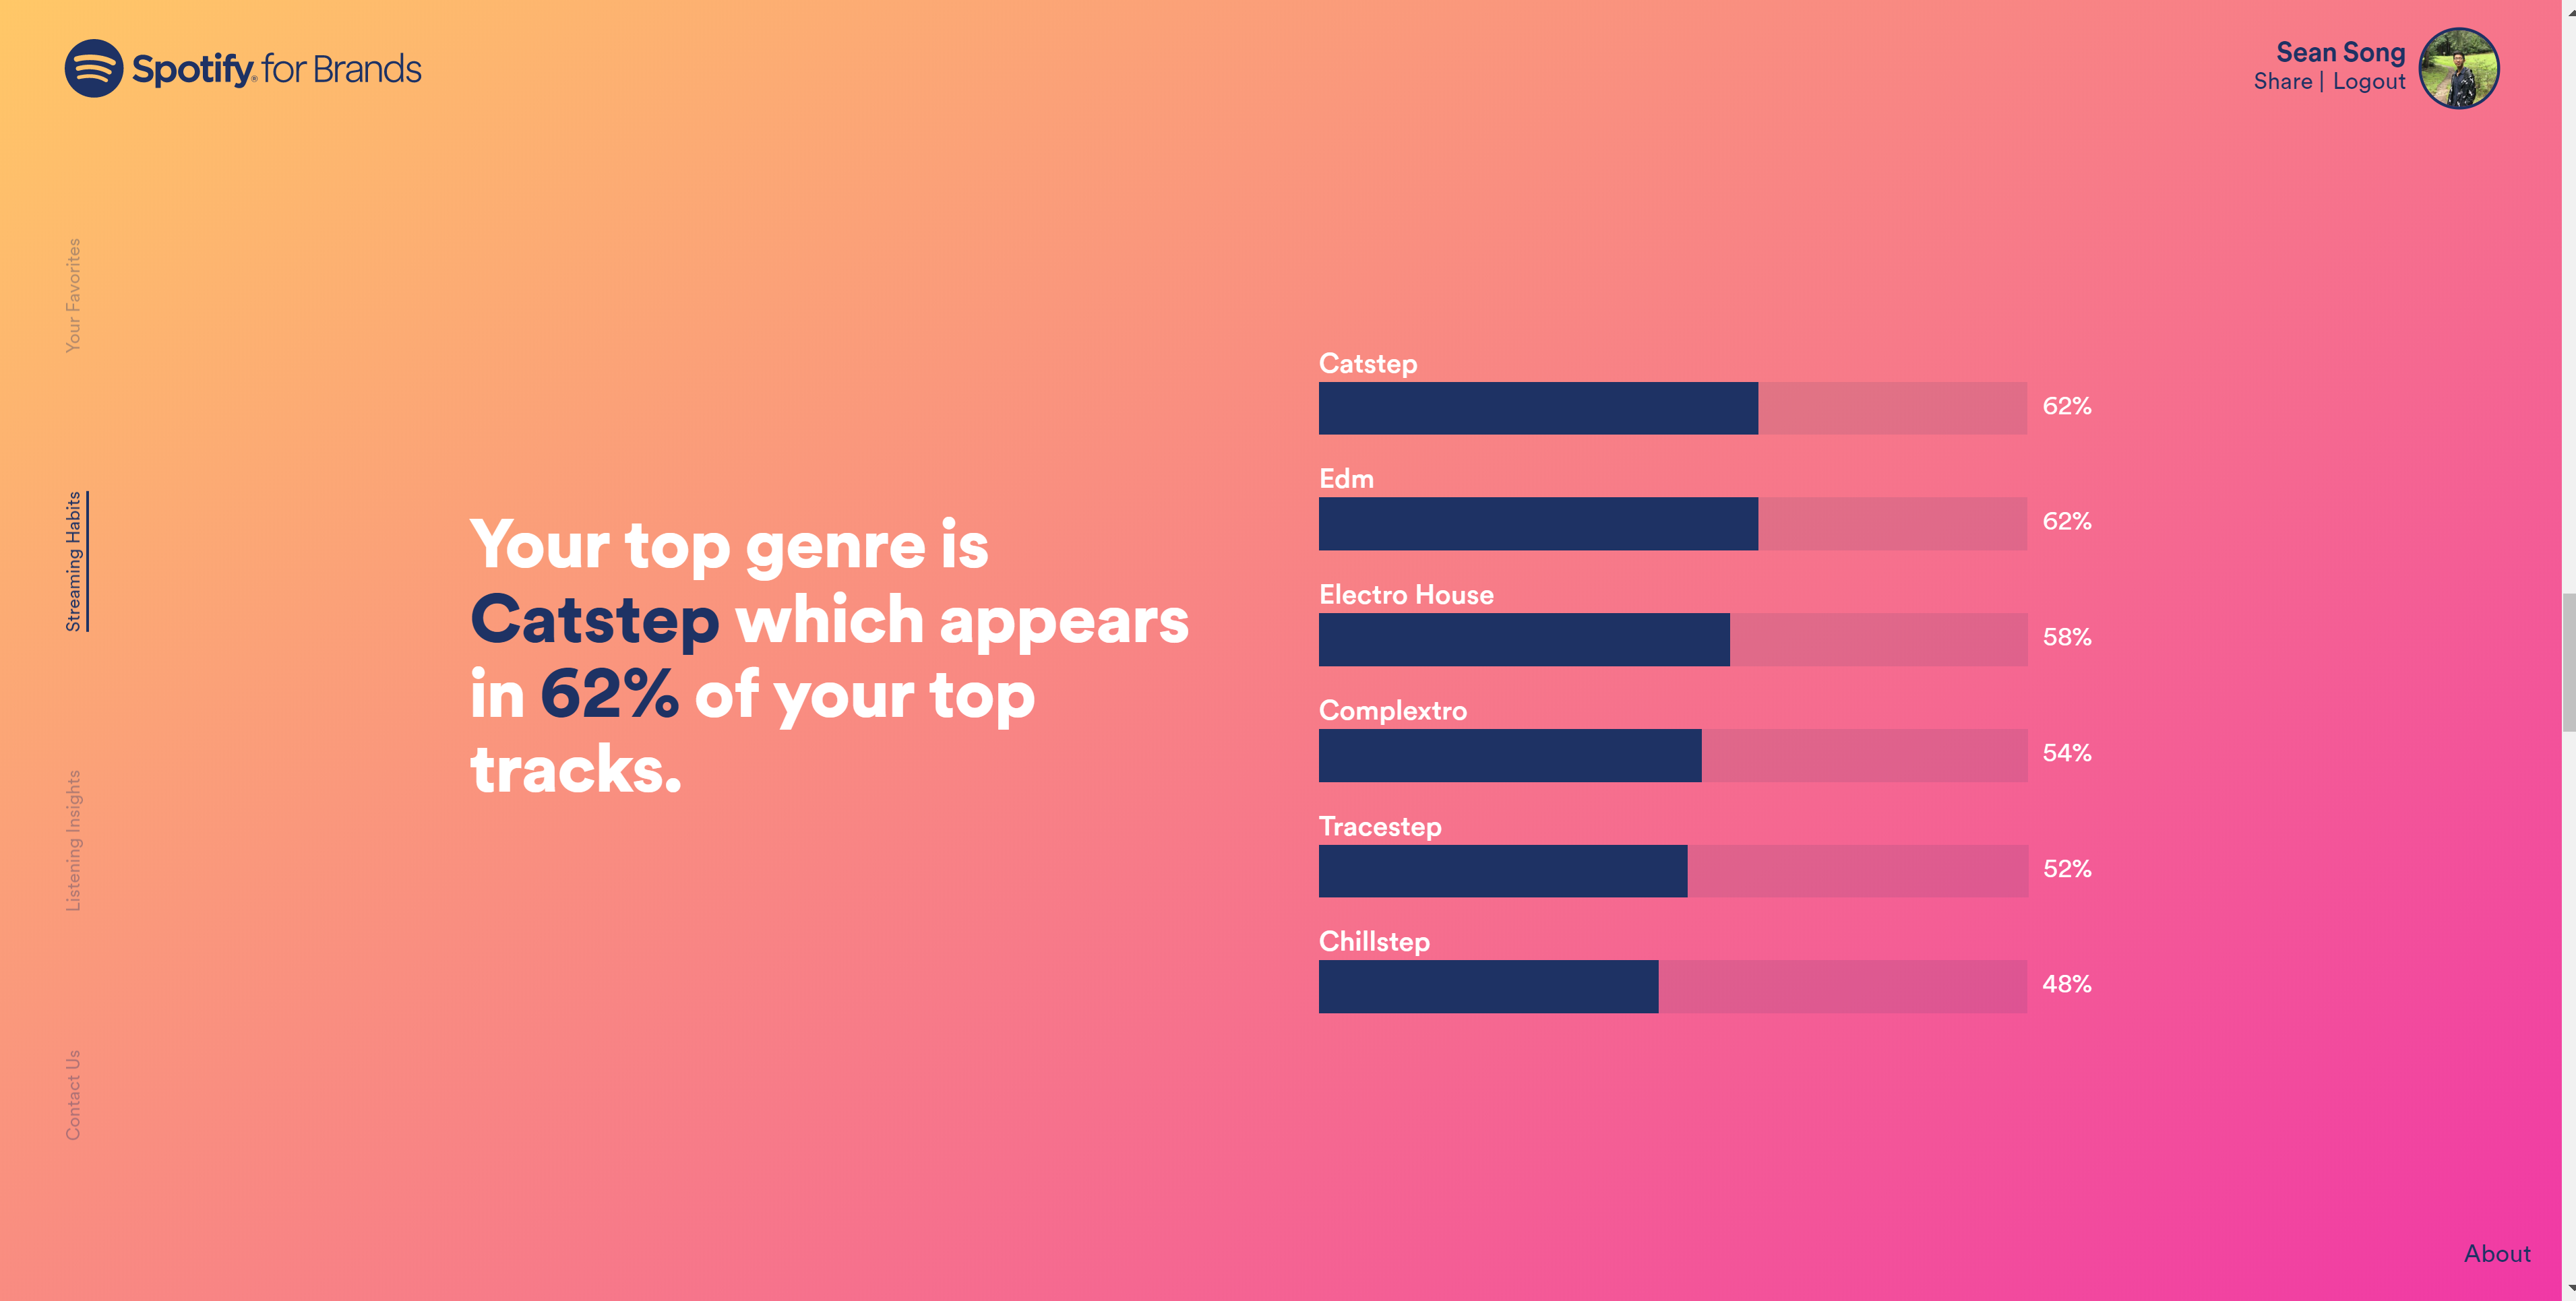 Spotify® for Brands
Sean Song
Share | Logout
Your Favorites
Streaming Habits
Listening Insights
Contact Us
Your top genre is
Catstep which appears
in 62% of your top
tracks.
Catstep
62%
Edm
62%
Electro House
58%
Complextro
54%
Tracestep
52%
Chillstep
48%
About